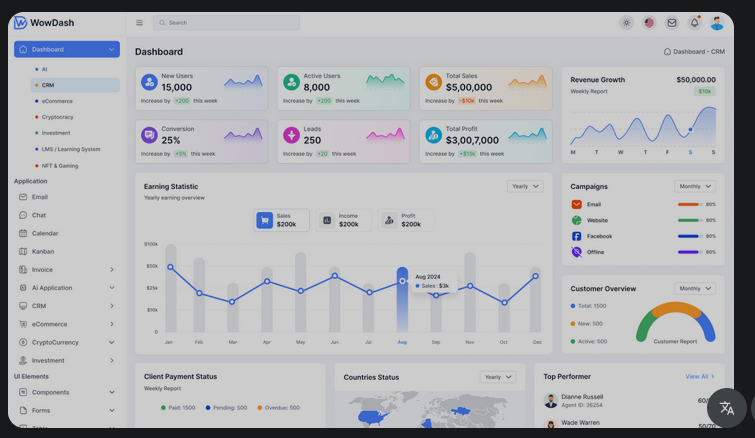 WowDash
Search
Dashboard
AI
CRM
eCommerce
Cryptocracy
Investment
LMS / Learning System
NFT & Gaming
Application
Email
Chat
Calendar
Kanban
Invoice
Ai Application
CRM
eCommerce
CryptoCurrency
Investment
UI Elements
Components
Forms
Dashboard
Dashboard - CRM
New Users
15,000
Increase by +200 this week
Active Users
8,000
Increase by +200 this week
Total Sales
$5,00,000
Increase by -$10k this week
Conversion
25%
Increase by +5% this week
Leads
250
Increase by +20 this week
Total Profit
$3,00,7,000
Increase by +$15k this week
Revenue Growth
$50,000.00
Weekly Report
$10k
M T W T F S S
Earning Statistic
Yearly
Yearly earning overview
Sales
$200k
Income
$200k
Profit
$200k
$100k
$50k
$25k
$10k
0
Aug 2024
Sales : $3k
Jan Feb Mar Apr May Jun Jul Aug Sep Nov Oct Dec
Campaigns
Monthly
Email 80%
Website 80%
Facebook 80%
Offline 80%
Customer Overview
Monthly
Total: 1500
New: 500
Active: 500
Customer Report
Client Payment Status
Weekly Report
Paid: 1500
Pending: 500
Overdue: 500
Countries Status
Yearly
Top Performer
View All
Dianne Russell
Agent ID: 36254
Wade Warren